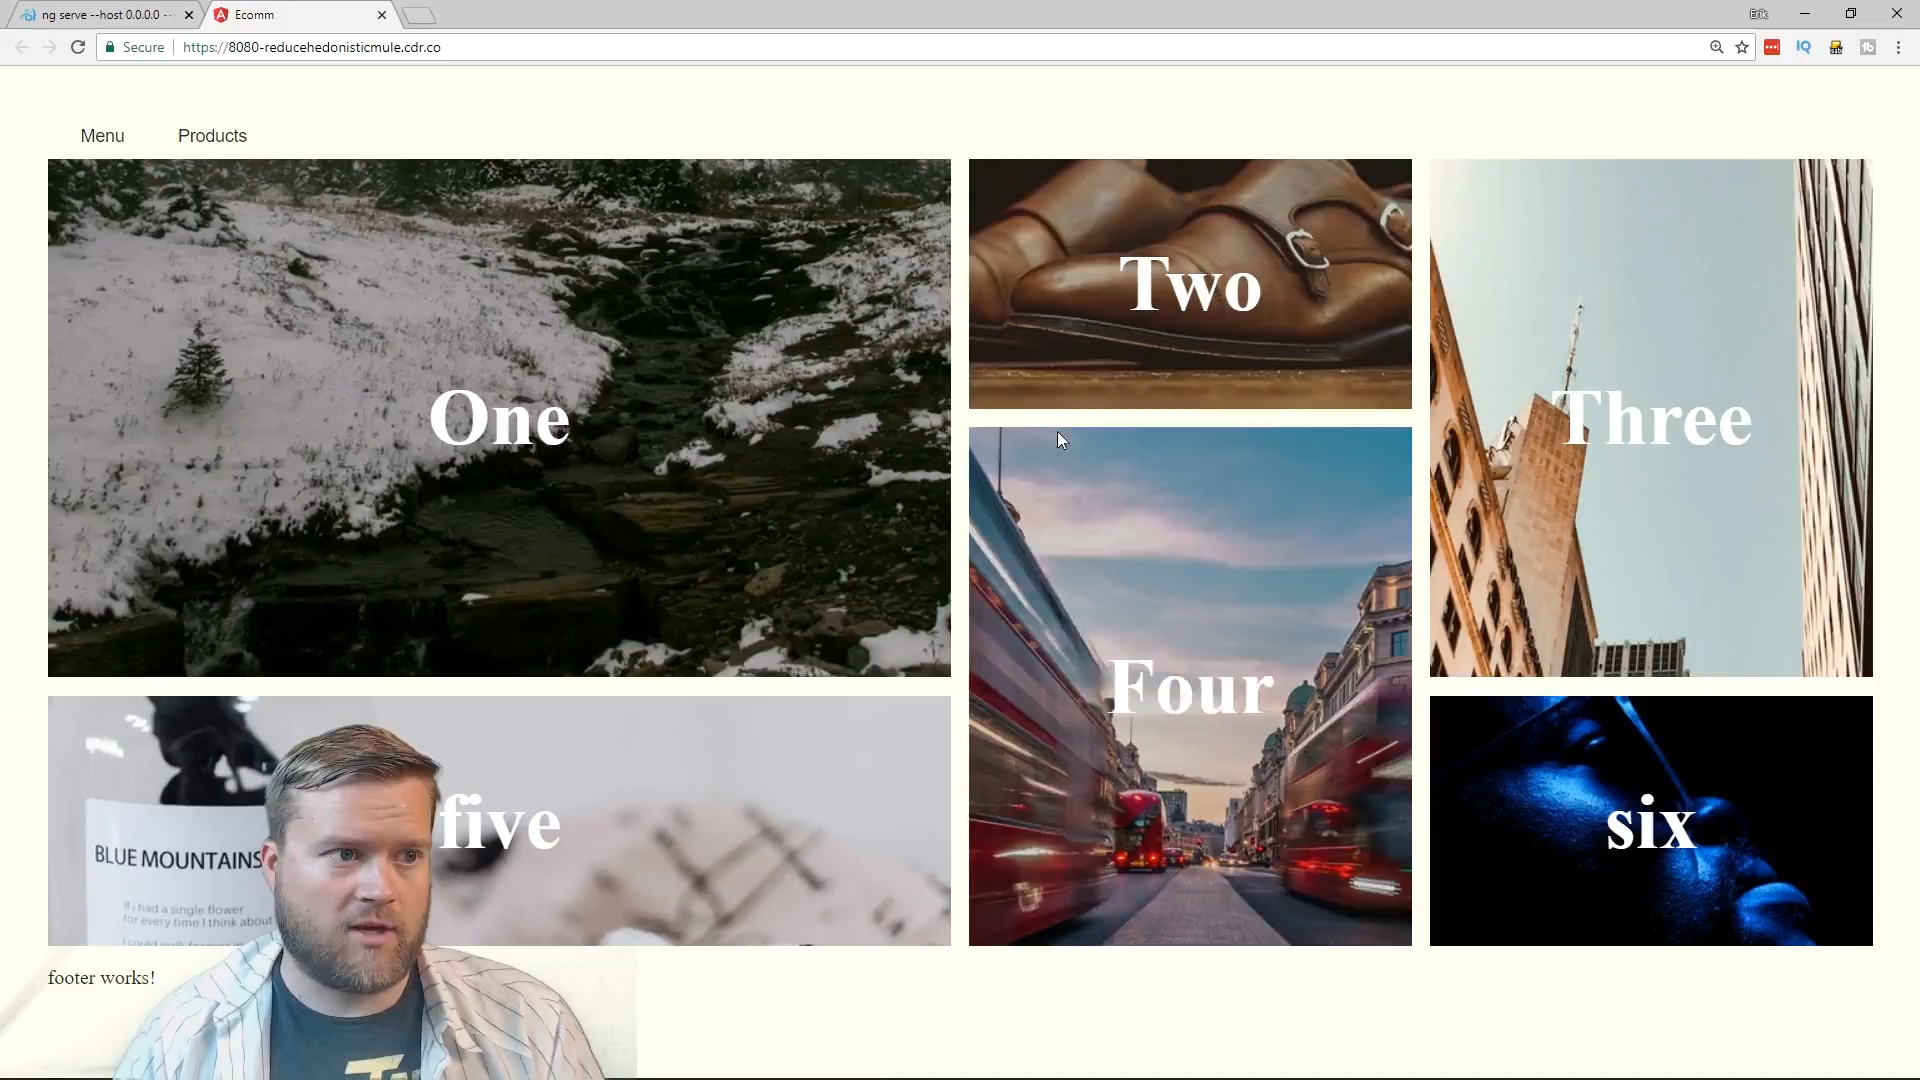 ng serve --host 0.0.0.0 --
Ecomm
Erik
Secure
https://8080-reducehedonisticmule.cdr.co
IQ
Menu
Products
One
Two
Three
Four
five
six
BLUE MOUNTAINS
If i had a single flower
for every time I think about
footer works!